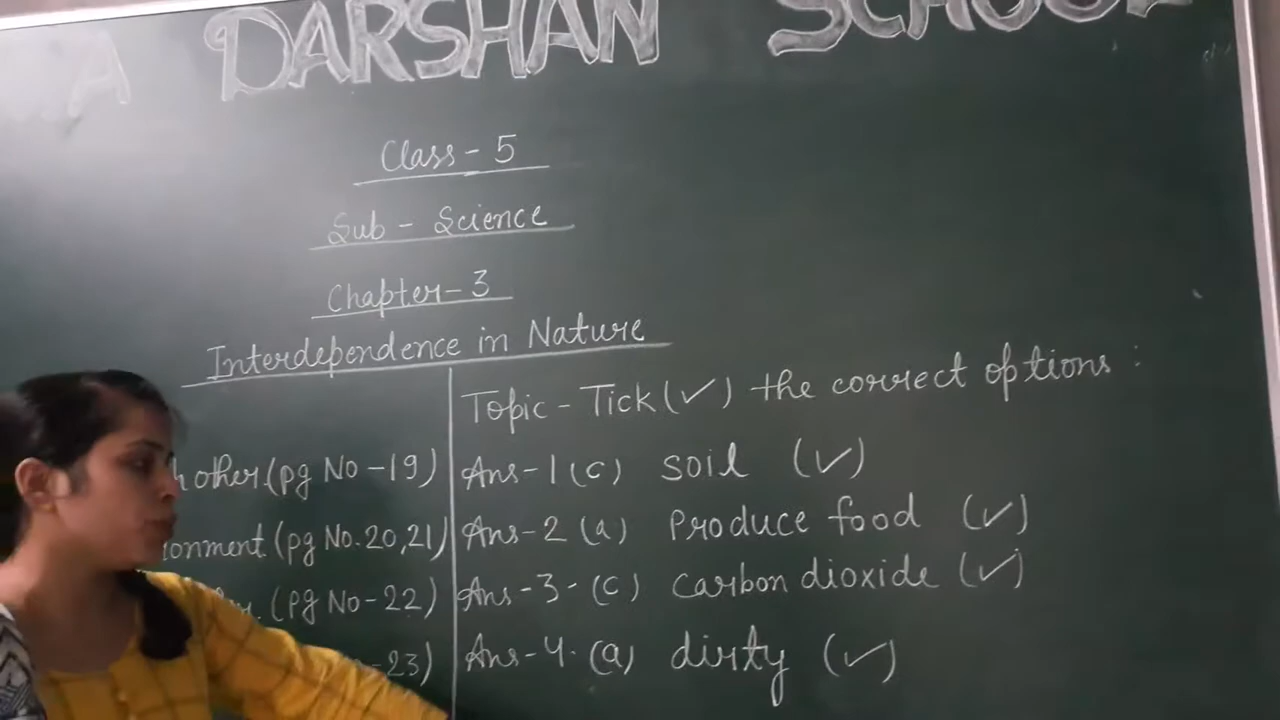 A DARSHAN SCHOOL
Class - 5
Sub - Science
Chapter - 3
Interdependence in Nature
other (pg No - 19)
(pg No. 20,21)
(pg No - 22)
-23)
Topic - Tick (✓) the correct options :
Ans - 1 (c) soil (✓)
Ans - 2 (a) Produce food (✓)
Ans - 3 - (c) carbon dioxide (✓)
Ans - 4. (a) dirty (✓)